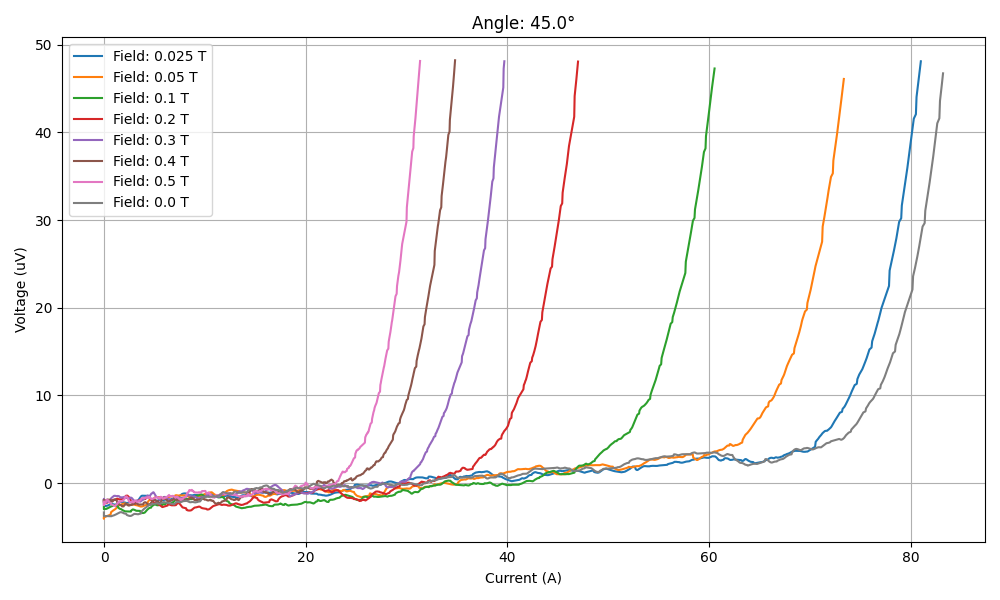 Angle: 45.0°
50
40
30
20
10
0
Voltage (uV)
Field: 0.025 T
Field: 0.05 T
Field: 0.1 T
Field: 0.2 T
Field: 0.3 T
Field: 0.4 T
Field: 0.5 T
Field: 0.0 T
0 20 40 60 80
Current (A)